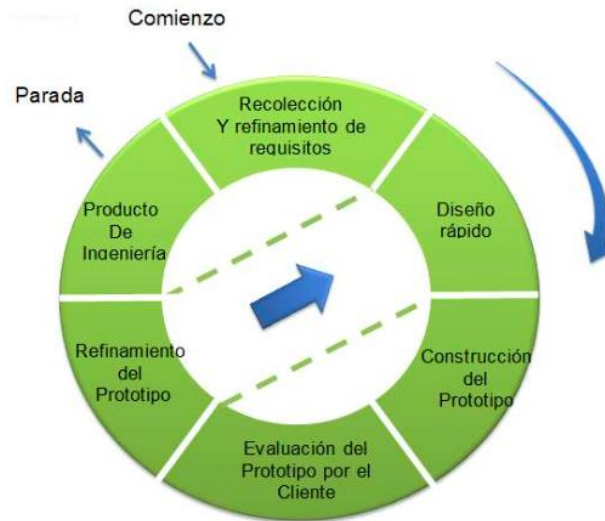 Comienzo
Parada
Recolección
Y refinamiento de
requisitos
Diseño
rápido
Construcción
del
Prototipo
Evaluación del
Prototipo por el
Cliente
Refinamiento
del
Prototipo
Producto
De
Ingeniería